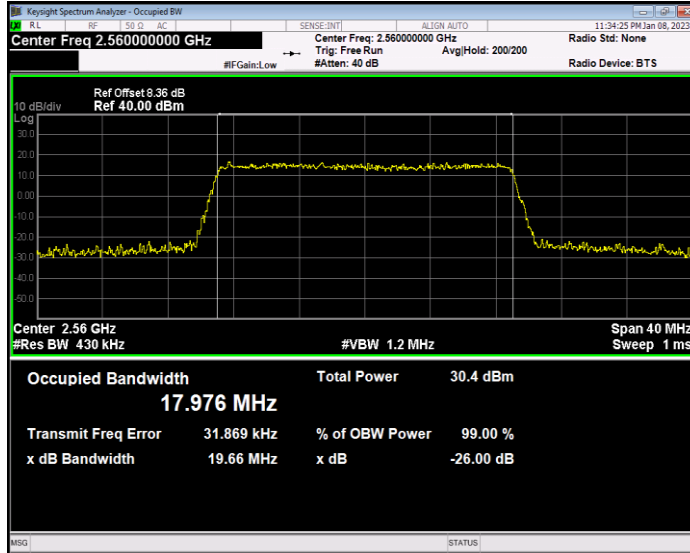 Keysight Spectrum Analyzer - Occupied BW
RL RF 50 Ω AC SENSE:INT ALIGN AUTO 11:34:25 PM Jan 08, 2023
Center Freq 2.560000000 GHz Center Freq: 2.560000000 GHz Radio Std: None
Trig: Free Run Avg|Hold: 200/200
#IFGain:Low #Atten: 40 dB Radio Device: BTS
Ref Offset 8.36 dB
10 dB/div Ref 40.00 dBm
Log
30.0
20.0
10.0
0.00
-10.0
-20.0
-30.0
-40.0
-50.0
Center 2.56 GHz Span 40 MHz
#Res BW 430 kHz #VBW 1.2 MHz Sweep 1 ms
Occupied Bandwidth Total Power 30.4 dBm
17.976 MHz
Transmit Freq Error 31.869 kHz % of OBW Power 99.00 %
x dB Bandwidth 19.66 MHz x dB -26.00 dB
MSG STATUS